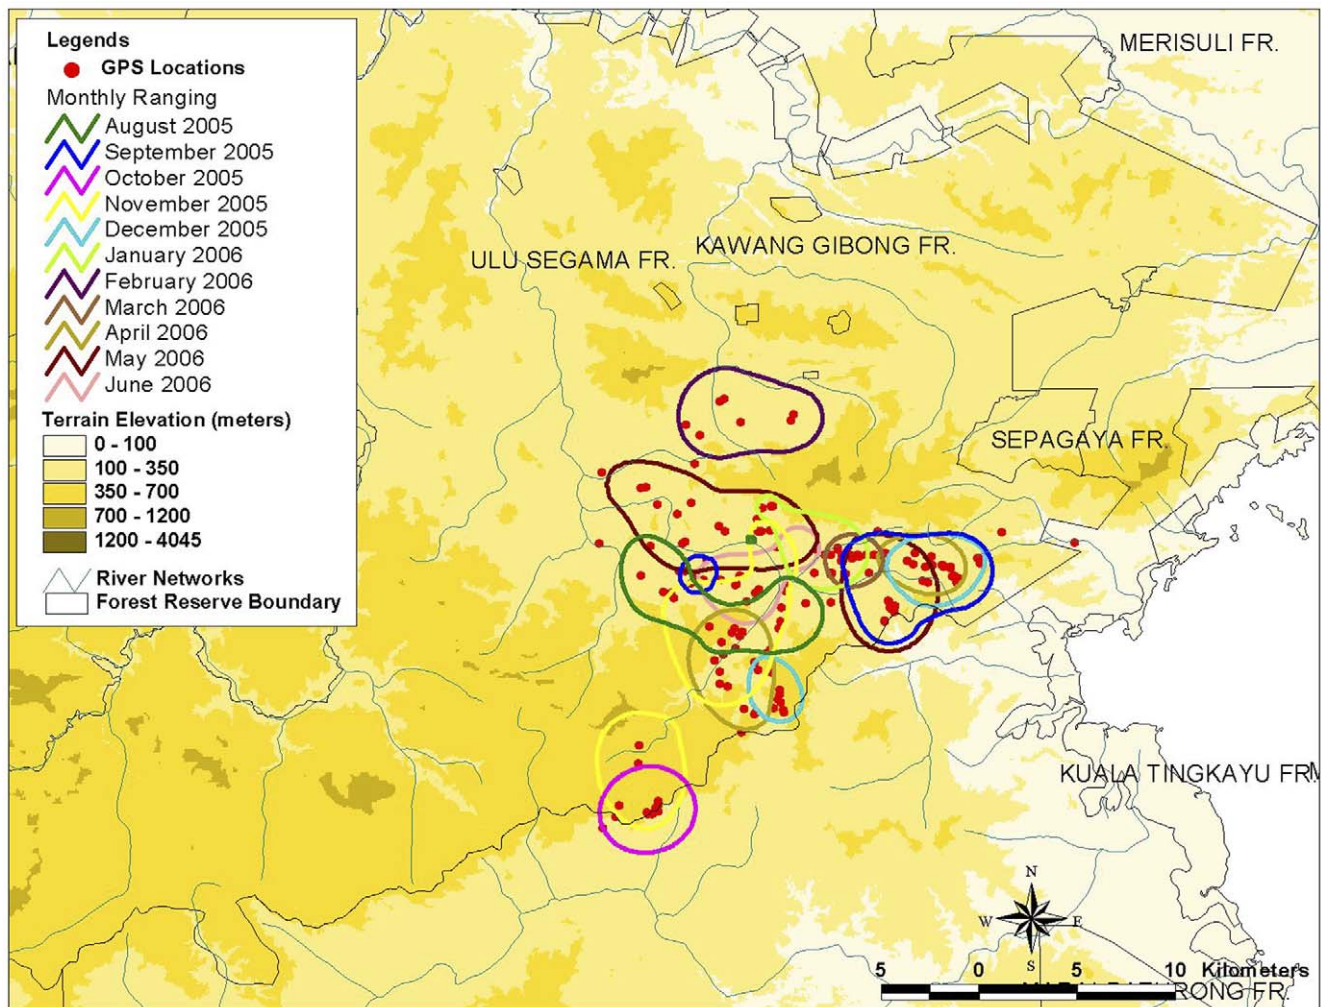 MERISULI FR.
Legends
GPS Locations
Monthly Ranging
August 2005
September 2005
October 2005
November 2005
December 2005
January 2006
February 2006
March 2006
April 2006
May 2006
June 2006
Terrain Elevation (meters)
0 - 100
100 - 350
350 - 700
700 - 1200
1200 - 4045
River Networks
Forest Reserve Boundary
KAWANG GIBONG FR.
ULU SEGAMA FR.
SEPAGAYA FR.
KUALA TINGKAYU FR
N
W E
S
5 0 5 10 Kilometers
RONG FR